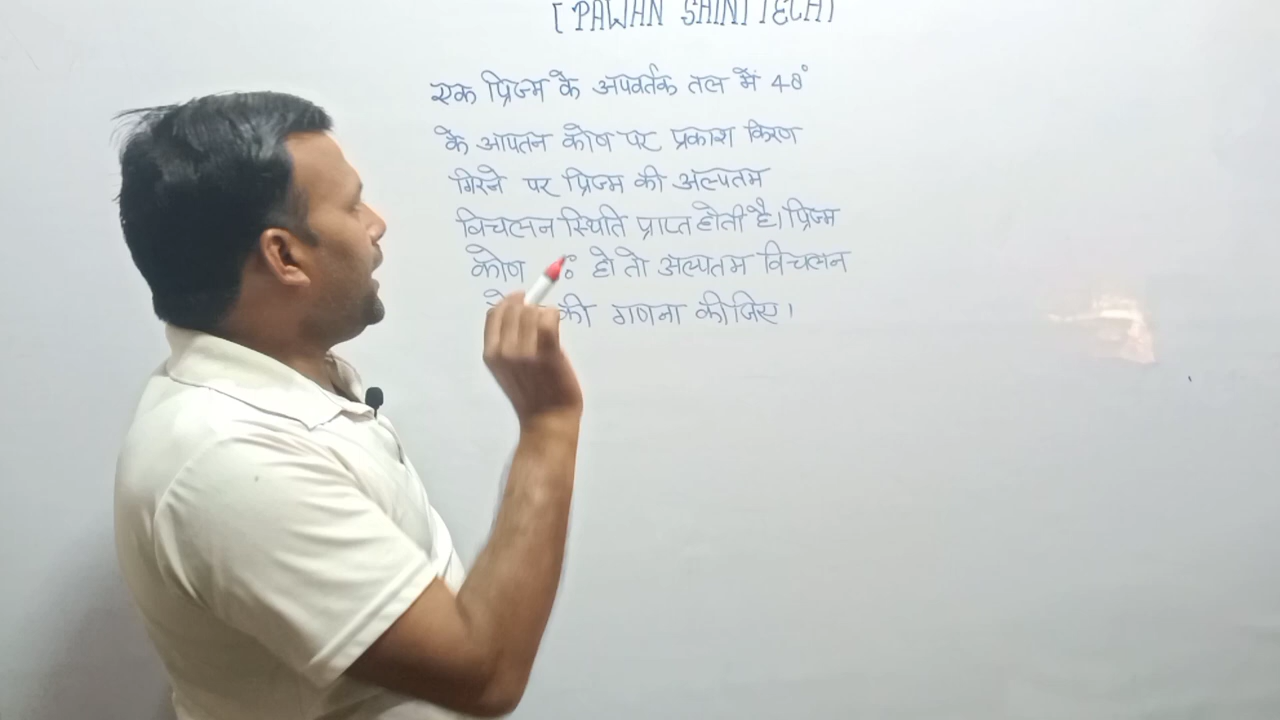 [PAWAN SAINI TECH]
एक प्रिज्म के अपवर्तक तल में 48°
के आपतन कोण पर प्रकाश किरण
गिरने पर प्रिज्म की अल्पतम
विचलन स्थिति प्राप्त होती है। प्रिज्म
कोण ° हो तो अल्पतम विचलन
की गणना कीजिए।